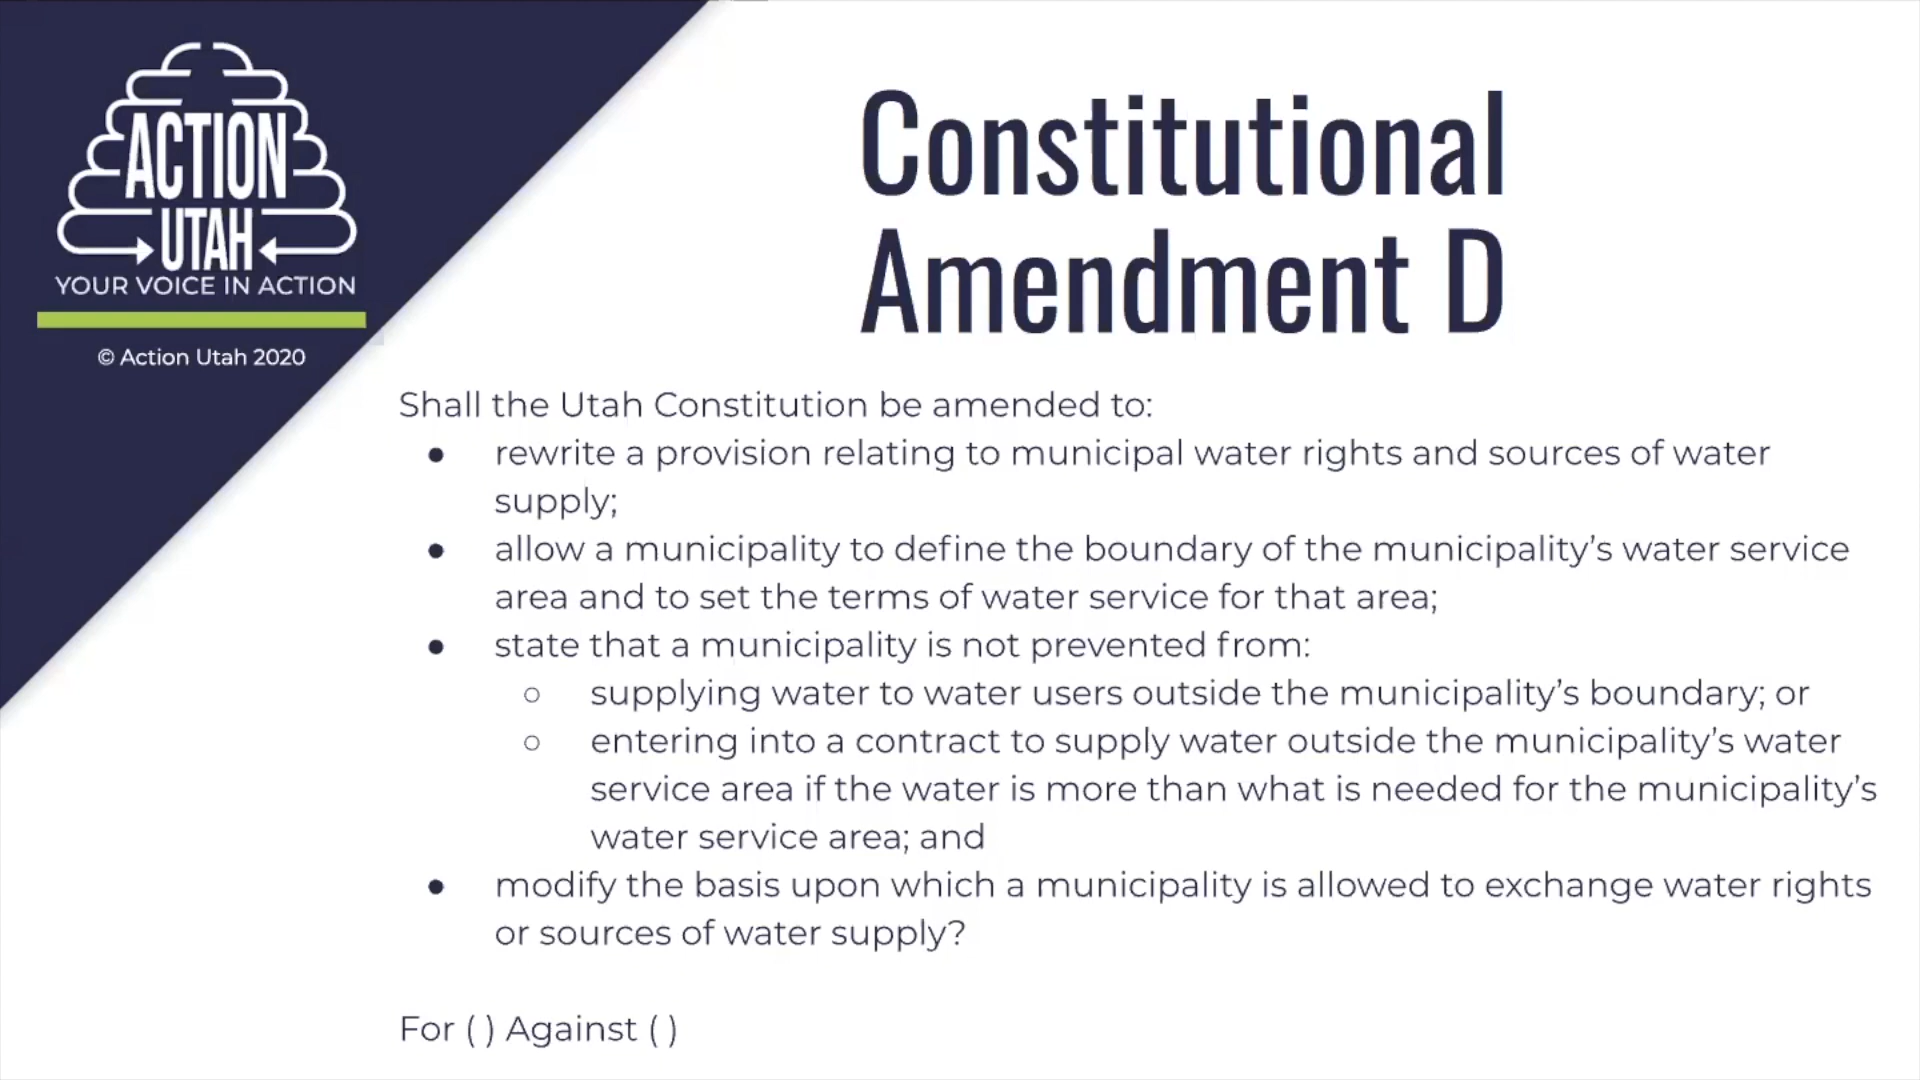 ACTION
UTAH
YOUR VOICE IN ACTION
© Action Utah 2020
Constitutional
Amendment D
Shall the Utah Constitution be amended to:
● rewrite a provision relating to municipal water rights and sources of water
supply;
● allow a municipality to define the boundary of the municipality’s water service
area and to set the terms of water service for that area;
● state that a municipality is not prevented from:
○ supplying water to water users outside the municipality’s boundary; or
○ entering into a contract to supply water outside the municipality’s water
service area if the water is more than what is needed for the municipality’s
water service area; and
● modify the basis upon which a municipality is allowed to exchange water rights
or sources of water supply?
For ( ) Against ( )